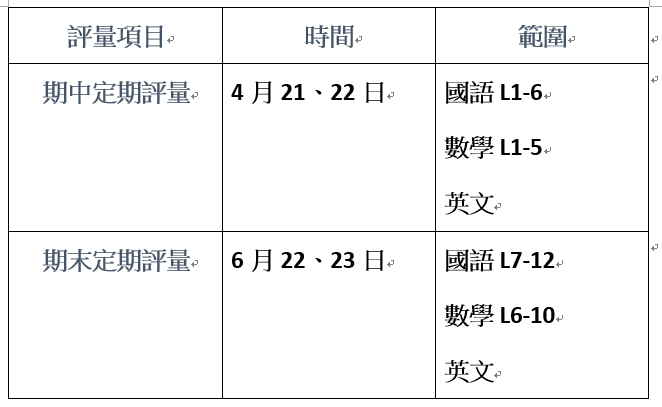 評量項目 時間 範圍
期中定期評量 4 月 21、22 日 國語 L1-6
數學 L1-5
英文
期末定期評量 6 月 22、23 日 國語 L7-12
數學 L6-10
英文